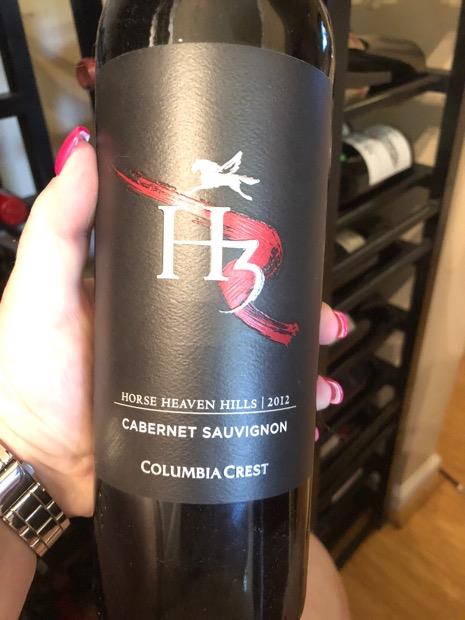 H3
HORSE HEAVEN HILLS | 2012
CABERNET SAUVIGNON
COLUMBIA CREST